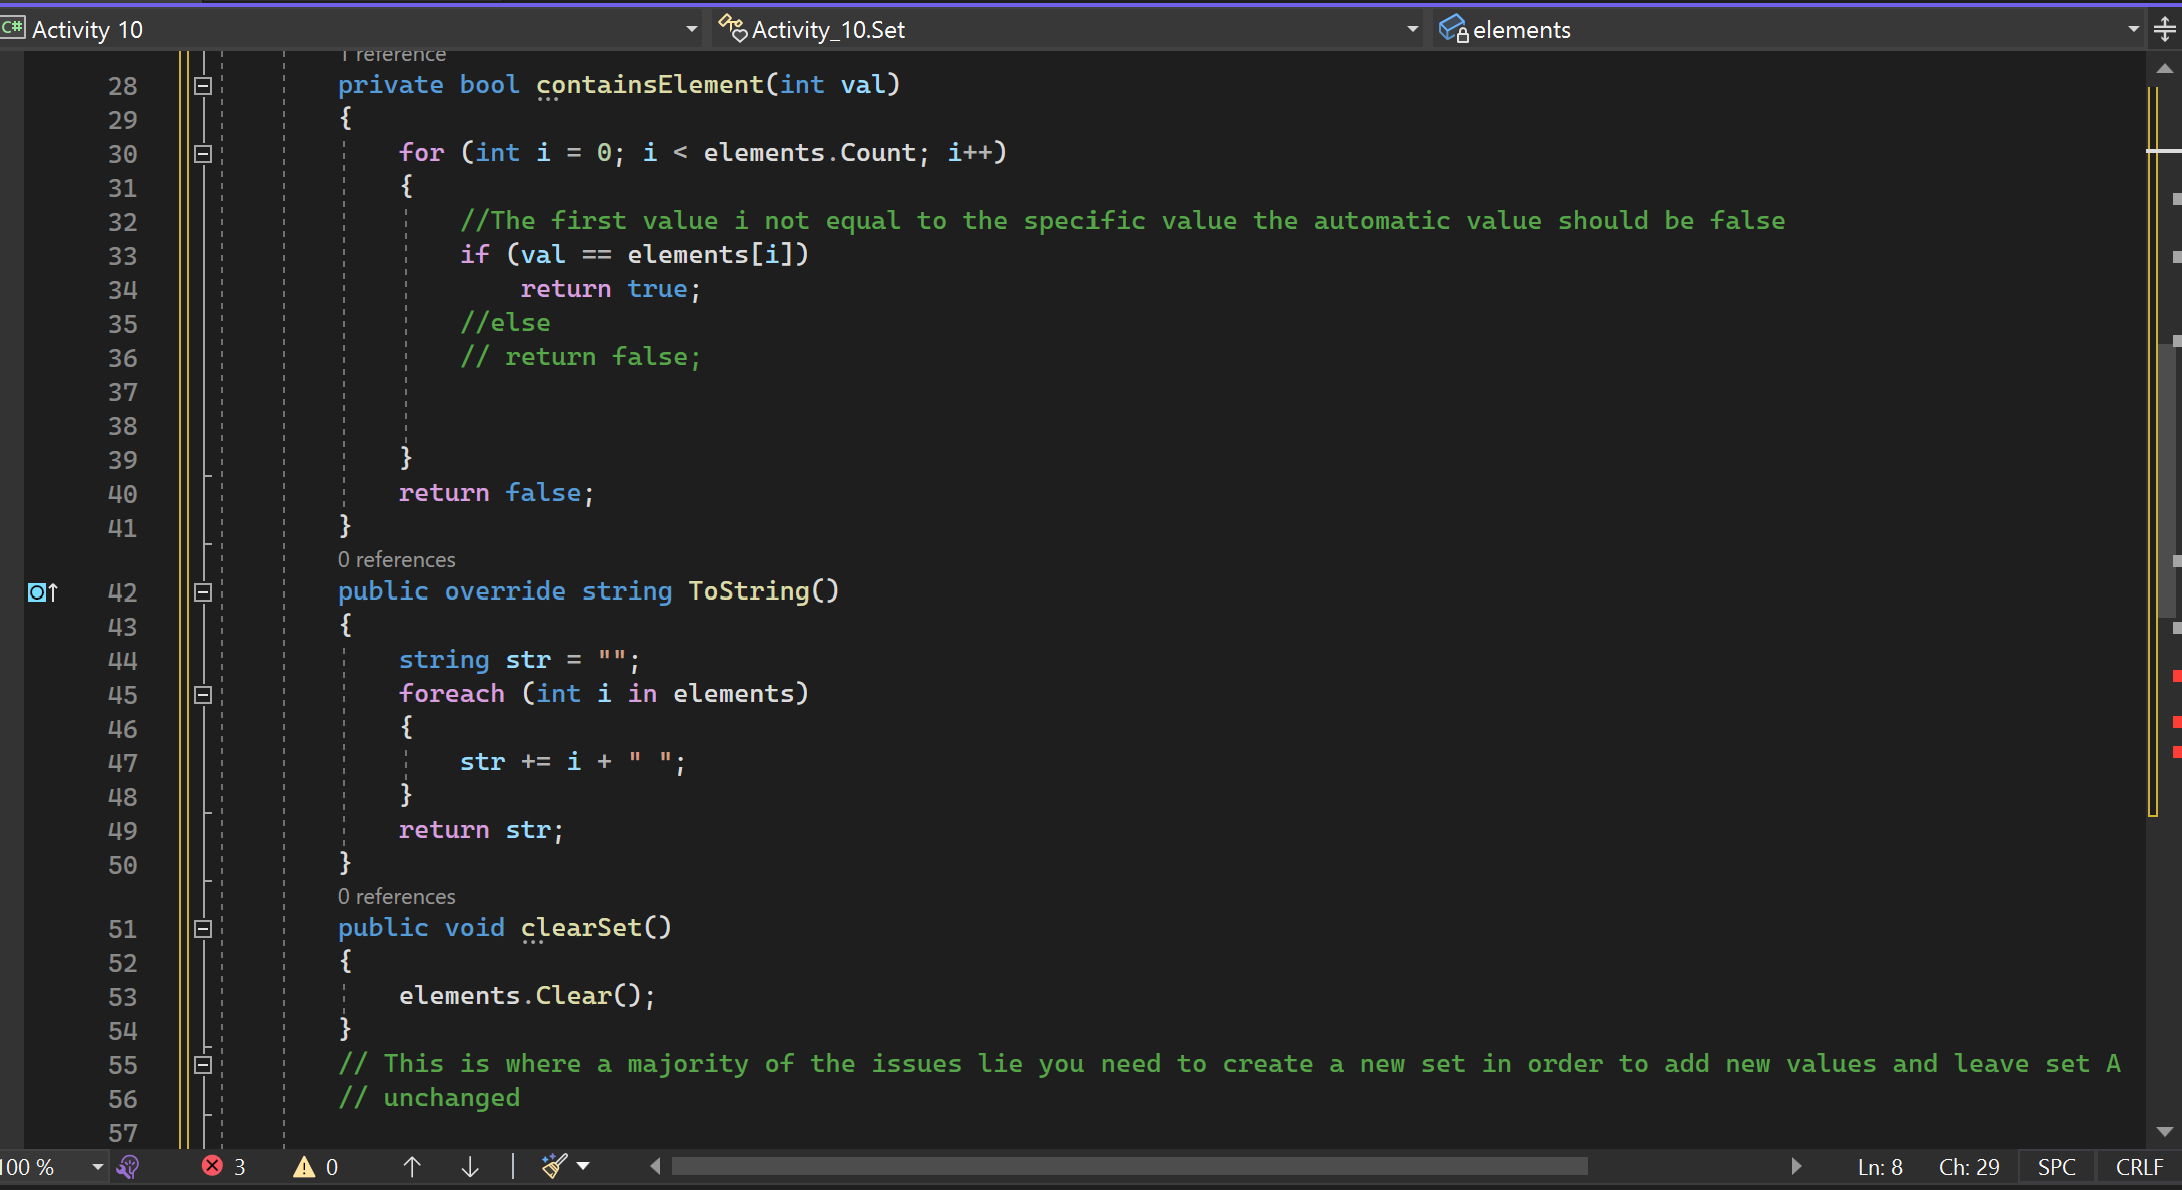 C# Activity 10 Activity_10.Set elements
1 reference
28 private bool containsElement(int val)
29 {
30 for (int i = 0; i < elements.Count; i++)
31 {
32 //The first value i not equal to the specific value the automatic value should be false
33 if (val == elements[i])
34 return true;
35 //else
36 // return false;
37
38
39 }
40 return false;
41 }
0 references
42 public override string ToString()
43 {
44 string str = "";
45 foreach (int i in elements)
46 {
47 str += i + " ";
48 }
49 return str;
50 }
0 references
51 public void clearSet()
52 {
53 elements.Clear();
54 }
55 // This is where a majority of the issues lie you need to create a new set in order to add new values and leave set A
56 // unchanged
57
100 % 3 0 Ln: 8 Ch: 29 SPC CRLF